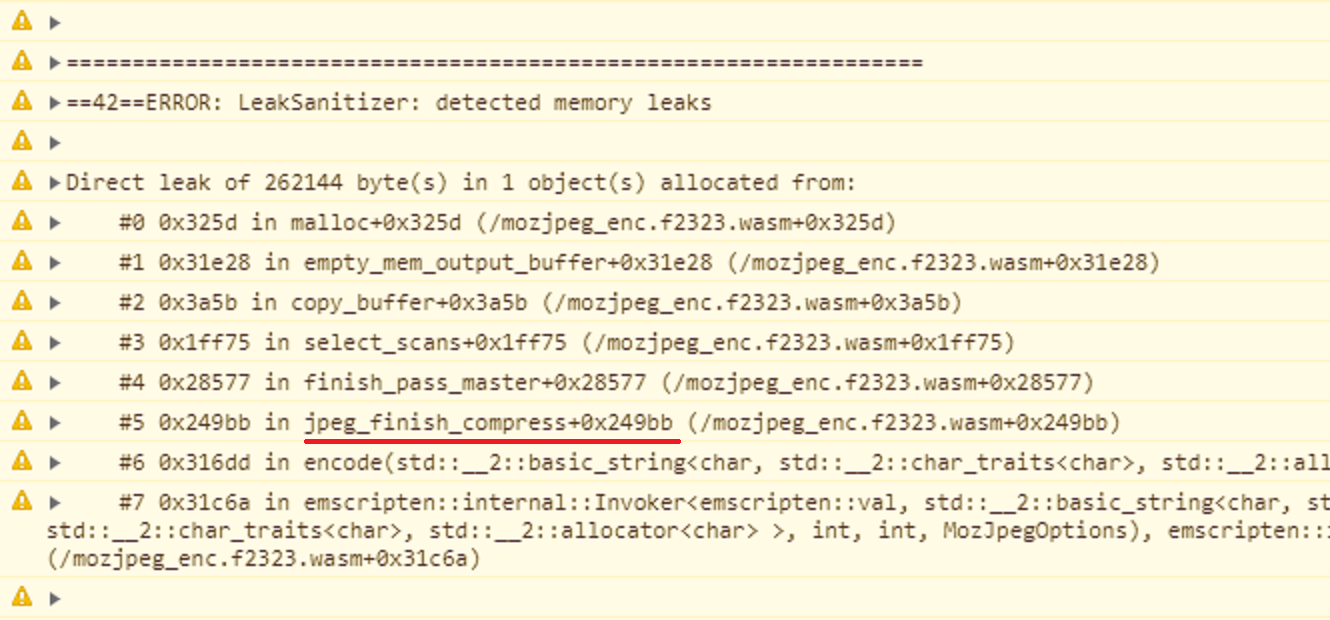 =================================================================
==42==ERROR: LeakSanitizer: detected memory leaks
Direct leak of 262144 byte(s) in 1 object(s) allocated from:
#0 0x325d in malloc+0x325d (/mozjpeg_enc.f2323.wasm+0x325d)
#1 0x31e28 in empty_mem_output_buffer+0x31e28 (/mozjpeg_enc.f2323.wasm+0x31e28)
#2 0x3a5b in copy_buffer+0x3a5b (/mozjpeg_enc.f2323.wasm+0x3a5b)
#3 0x1ff75 in select_scans+0x1ff75 (/mozjpeg_enc.f2323.wasm+0x1ff75)
#4 0x28577 in finish_pass_master+0x28577 (/mozjpeg_enc.f2323.wasm+0x28577)
#5 0x249bb in jpeg_finish_compress+0x249bb (/mozjpeg_enc.f2323.wasm+0x249bb)
#6 0x316dd in encode(std::__2::basic_string<char, std::__2::char_traits<char>, std::__2::all
#7 0x31c6a in emscripten::internal::Invoker<emscripten::val, std::__2::basic_string<char, st
std::__2::char_traits<char>, std::__2::allocator<char> >, int, int, MozJpegOptions), emscripten::
(/mozjpeg_enc.f2323.wasm+0x31c6a)